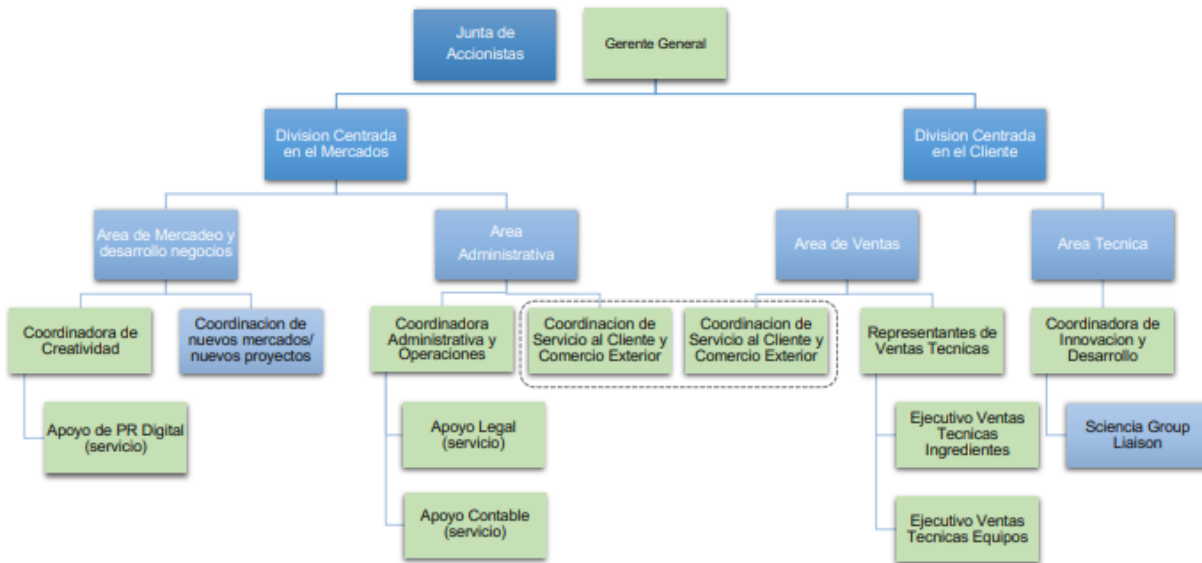 Junta de
Accionistas
Gerente General
Division Centrada
en el Mercados
Division Centrada
en el Cliente
Area de Mercadeo y
desarrollo negocios
Area
Administrativa
Area de Ventas
Area Tecnica
Coordinadora de
Creatividad
Coordinacion de
nuevos mercados/
nuevos proyectos
Coordinadora
Administrativa y
Operaciones
Coordinacion de
Servicio al Cliente y
Comercio Exterior
Coordinacion de
Servicio al Cliente y
Comercio Exterior
Representantes de
Ventas Tecnicas
Coordinadora de
Innovacion y
Desarrollo
Apoyo de PR Digital
(servicio)
Apoyo Legal
(servicio)
Ejecutivo Ventas
Tecnicas
Ingredientes
Sciencia Group
Liaison
Apoyo Contable
(servicio)
Ejecutivo Ventas
Tecnicas Equipos